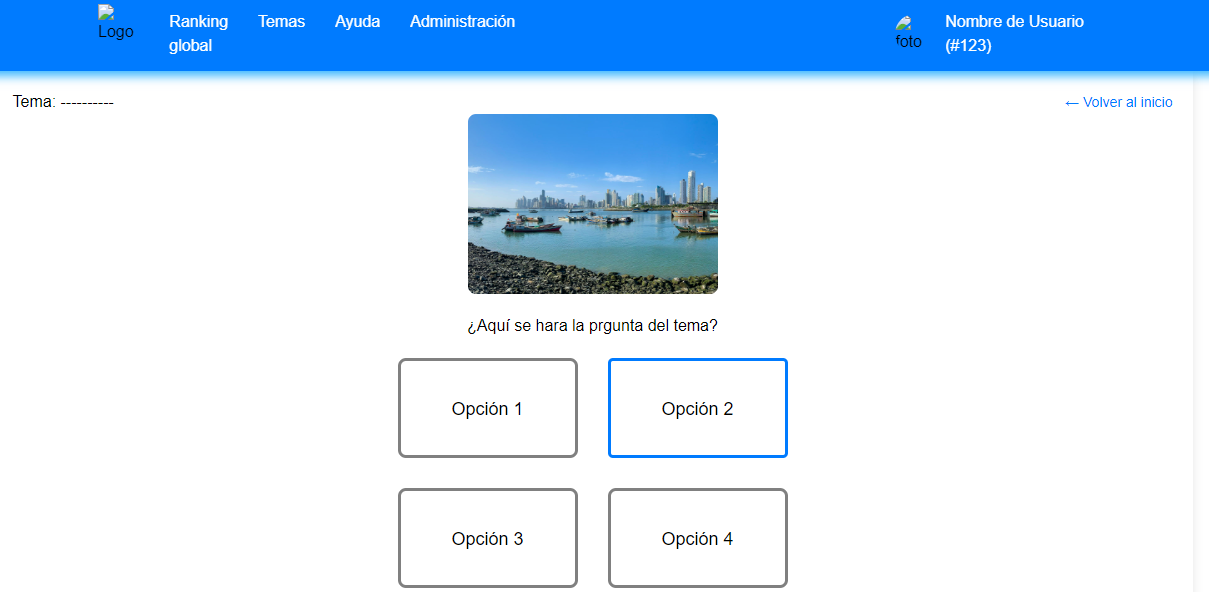 Logo
Ranking global
Temas
Ayuda
Administración
foto
Nombre de Usuario
(#123)
Tema: ----------
← Volver al inicio
¿Aquí se hara la prgunta del tema?
Opción 1
Opción 2
Opción 3
Opción 4